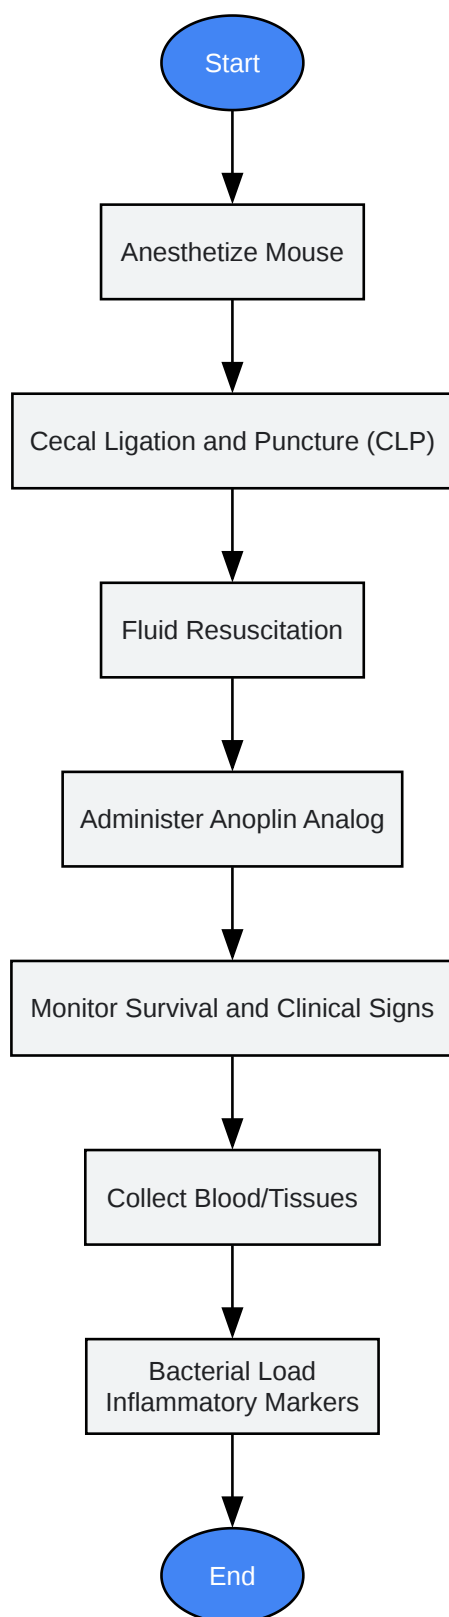 Start
Anesthetize Mouse
Cecal Ligation and Puncture (CLP)
Fluid Resuscitation
Administer Anoplin Analog
Monitor Survival and Clinical Signs
Collect Blood/Tissues
Bacterial Load
Inflammatory Markers
End